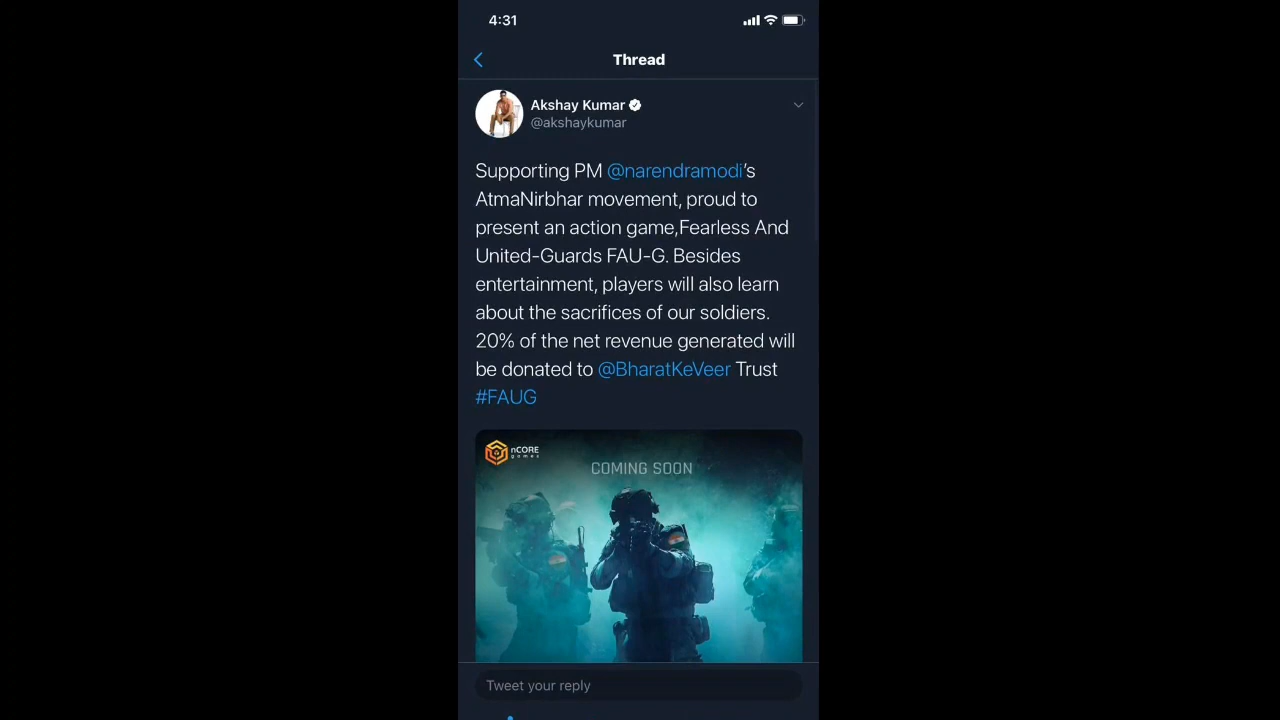 4:31
Thread
Akshay Kumar
@akshaykumar
Supporting PM @narendramodi's
AtmaNirbhar movement, proud to
present an action game,Fearless And
United-Guards FAU-G. Besides
entertainment, players will also learn
about the sacrifices of our soldiers.
20% of the net revenue generated will
be donated to @BharatKeVeer Trust
#FAUG
nCORE
games
COMING SOON
Tweet your reply